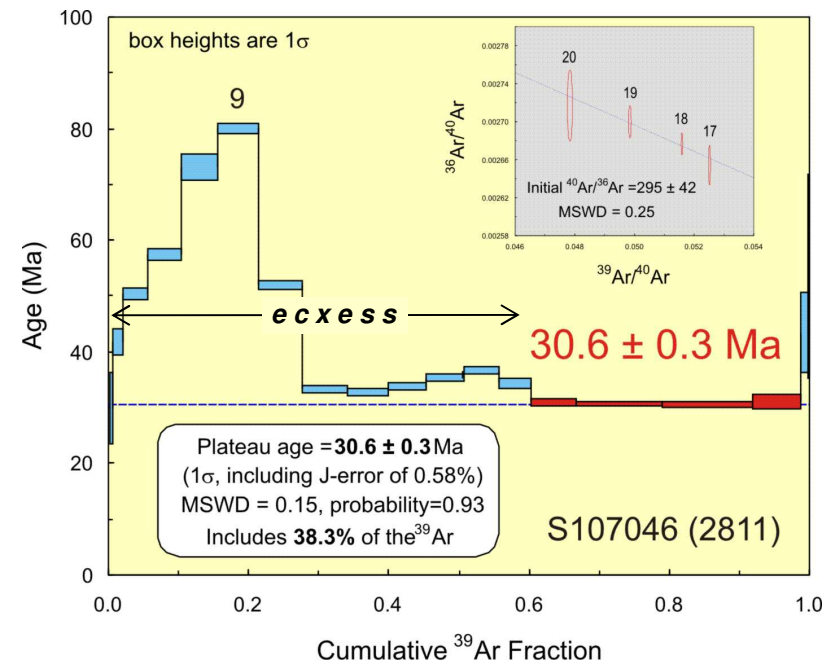 100
80
60
40
20
0
Age (Ma)
box heights are 1σ
9
0.00278
0.00274
0.00270
0.00266
0.00262
0.00258
³⁶Ar/⁴⁰Ar
20
19
18
17
Initial ⁴⁰Ar/³⁶Ar =295 ± 42
MSWD = 0.25
0.046 0.048 0.050 0.052 0.054
³⁹Ar/⁴⁰Ar
e c x e s s
30.6 ± 0.3 Ma
Plateau age =30.6 ± 0.3 Ma
(1σ, including J-error of 0.58%)
MSWD = 0.15, probability=0.93
Includes 38.3% of the³⁹Ar
S107046 (2811)
0.0 0.2 0.4 0.6 0.8 1.0
Cumulative ³⁹Ar Fraction